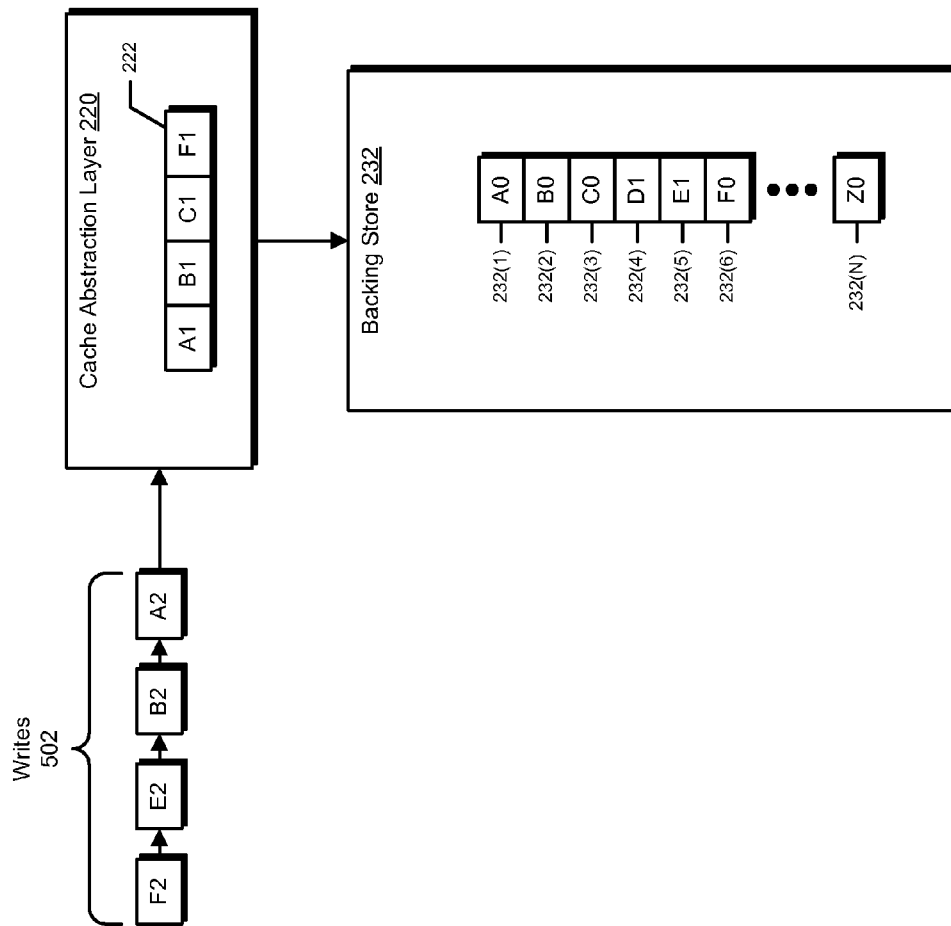 Writes
502
F2
E2
B2
A2
Cache Abstraction Layer 220
222
A1
B1
C1
F1
Backing Store 232
232(1)
A0
232(2)
B0
232(3)
C0
232(4)
D1
232(5)
E1
232(6)
F0
232(N)
Z0